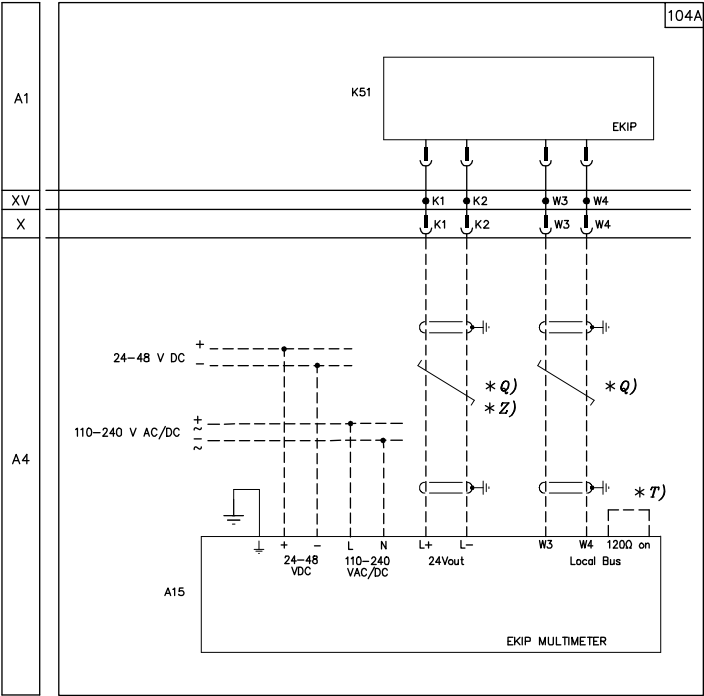 104A
A1
K51
EKIP
XV
K1 K2 W3 W4
X
K1 K2 W3 W4
24-48 V DC + -
*Q) *Q)
*Z)
110-240 V AC/DC + ~ - ~
A4
*T)
+ - L N L+ L- W3 W4 120Ω on
24-48 VDC
110-240 VAC/DC
24Vout
Local Bus
A15
EKIP MULTIMETER